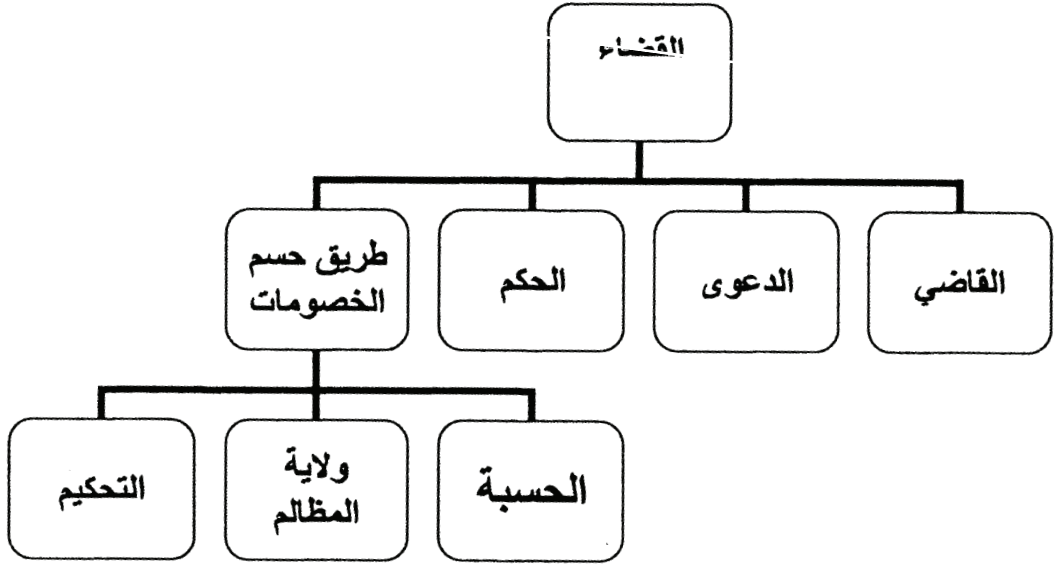 القضاء
القاضي
الدعوى
الحكم
طريق حسم
الخصومات
الحسبة
ولاية
المظالم
التحكيم